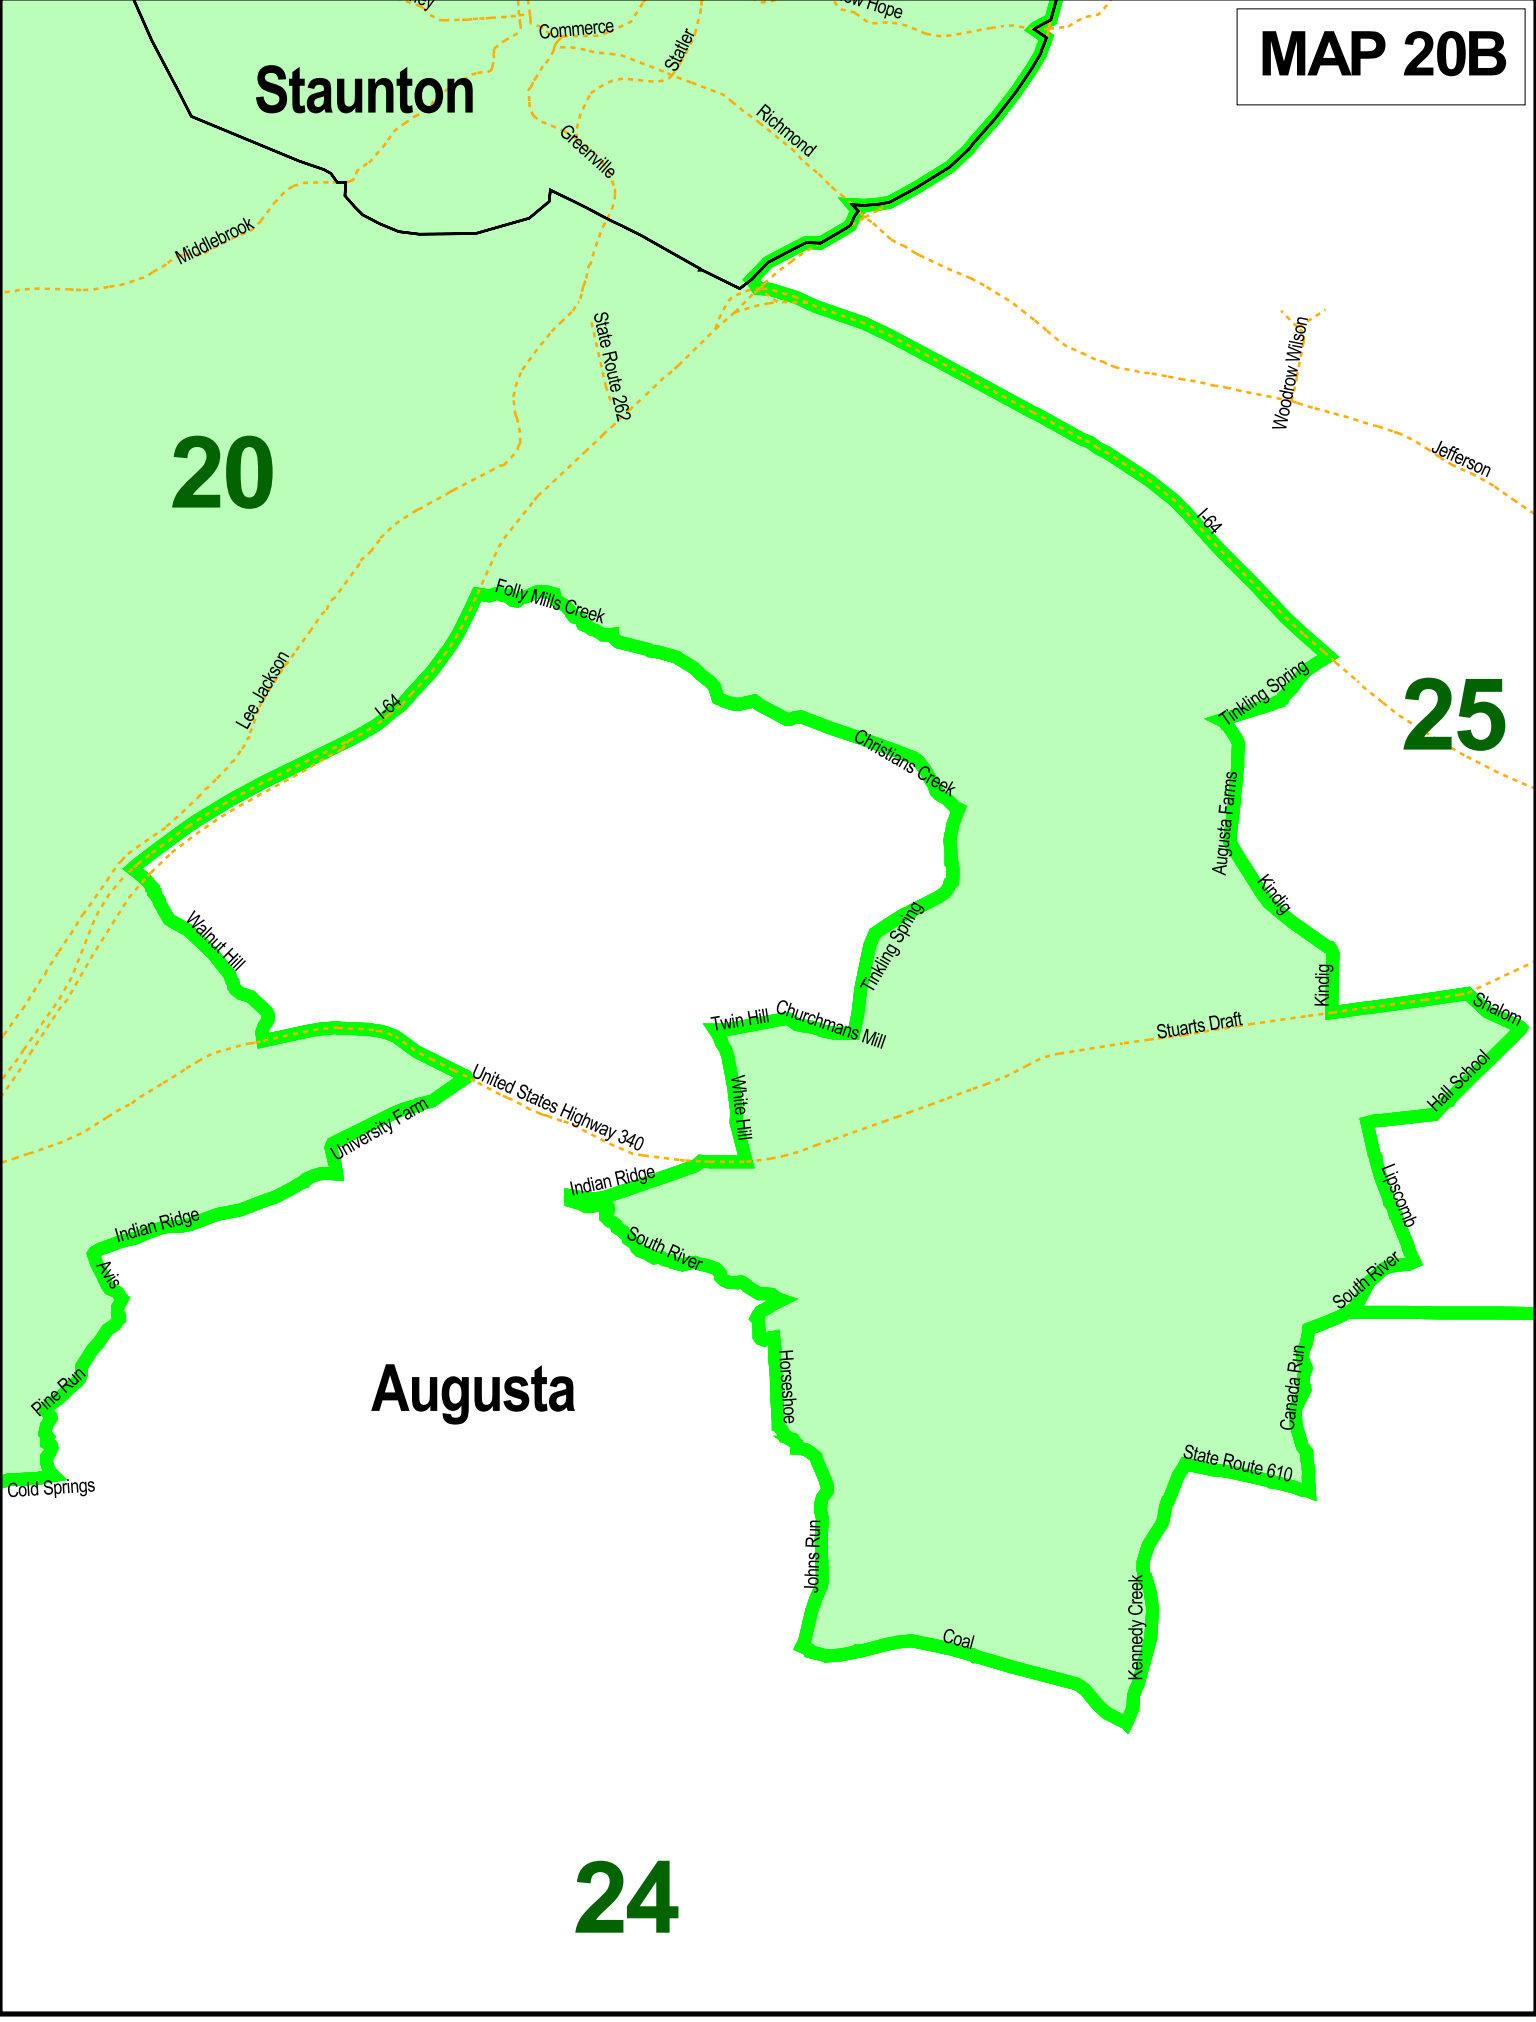 ey
Commerce
ew Hope
MAP 20B
Statler
Staunton
Richmond
Greenville
Middlebrook
State Route 262
Woodrow Wilson
Jefferson
20
I-64
Folly Mills Creek
Lee Jackson
I-64
Tinkling Spring
25
Christians Creek
Augusta Farms
Kindig
Walnut Hill
Tinkling Spring
Kindig
Twin Hill
Churchmans Mill
Stuarts Draft
Shalom
United States Highway 340
White Hill
Hall School
University Farm
Indian Ridge
Lipscomb
Indian Ridge
South River
Avis
South River
Pine Run
Augusta
Horseshoe
Canada Run
State Route 610
Cold Springs
Johns Run
Kennedy Creek
Coal
24